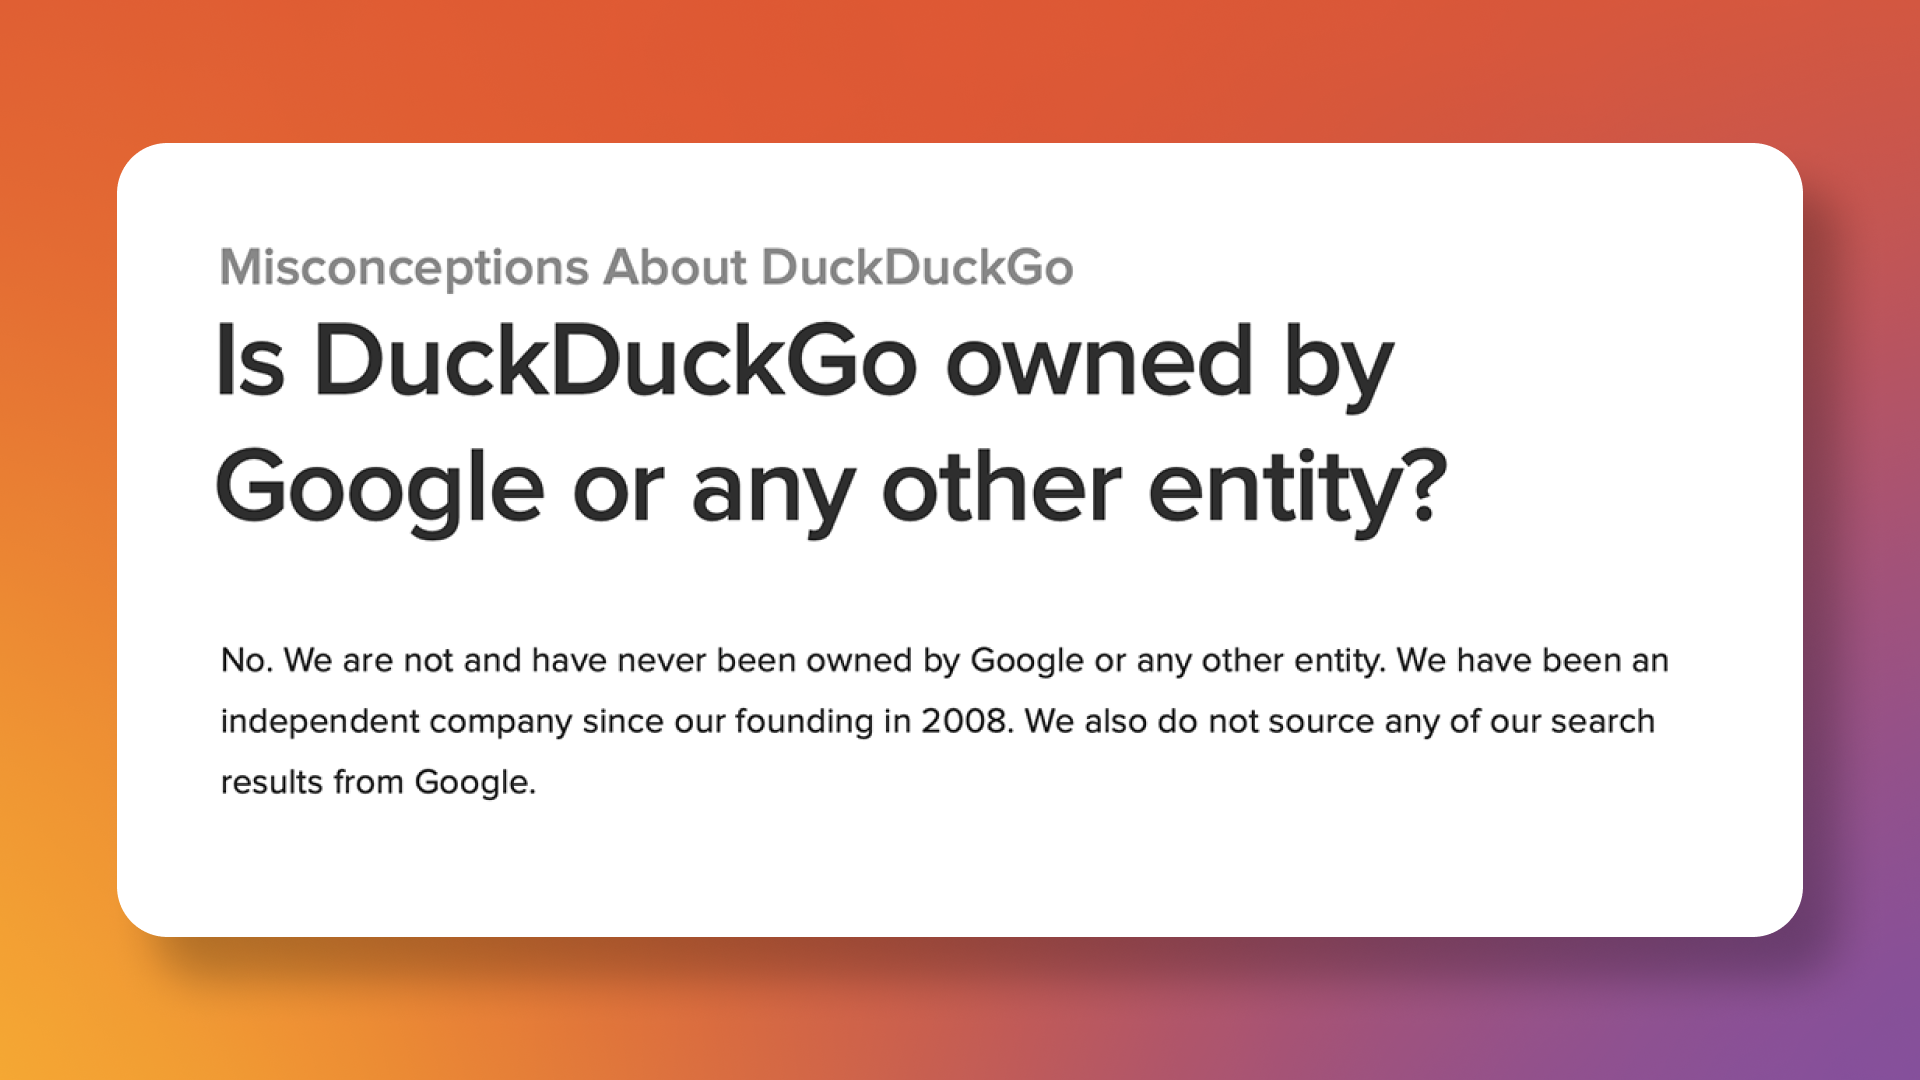 Misconceptions About DuckDuckGo
Is DuckDuckGo owned by
Google or any other entity?
No. We are not and have never been owned by Google or any other entity. We have been an
independent company since our founding in 2008. We also do not source any of our search
results from Google.